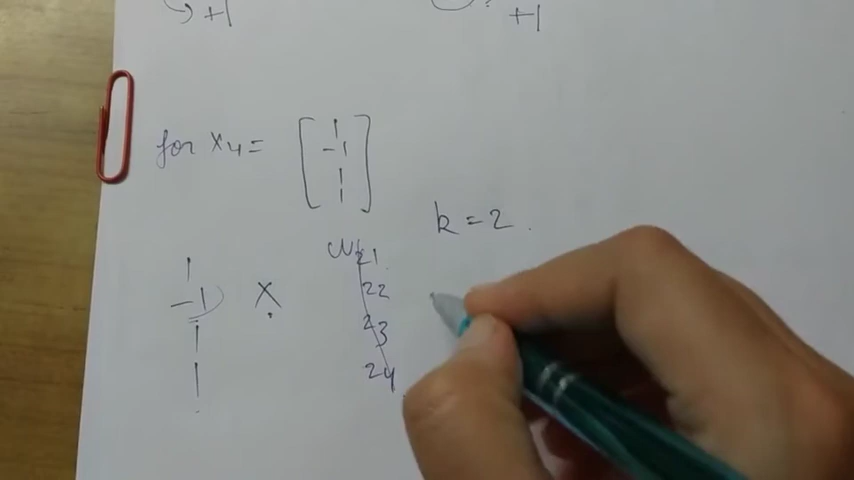 +1 +1
for x4 = [ 1
-1
1
1 ]
k = 2.
1 W21
-1 X 22
1 23
1 24